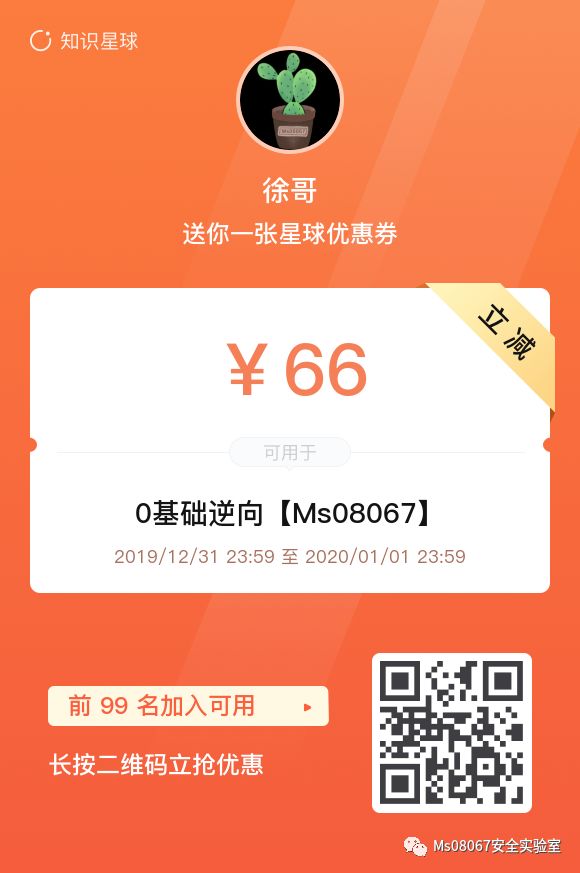 知识星球
Ms08067
徐哥
送你一张星球优惠券
立减
¥ 66
可用于
0基础逆向【Ms08067】
2019/12/31 23:59 至 2020/01/01 23:59
前 99 名加入可用
长按二维码立抢优惠
Ms08067安全实验室